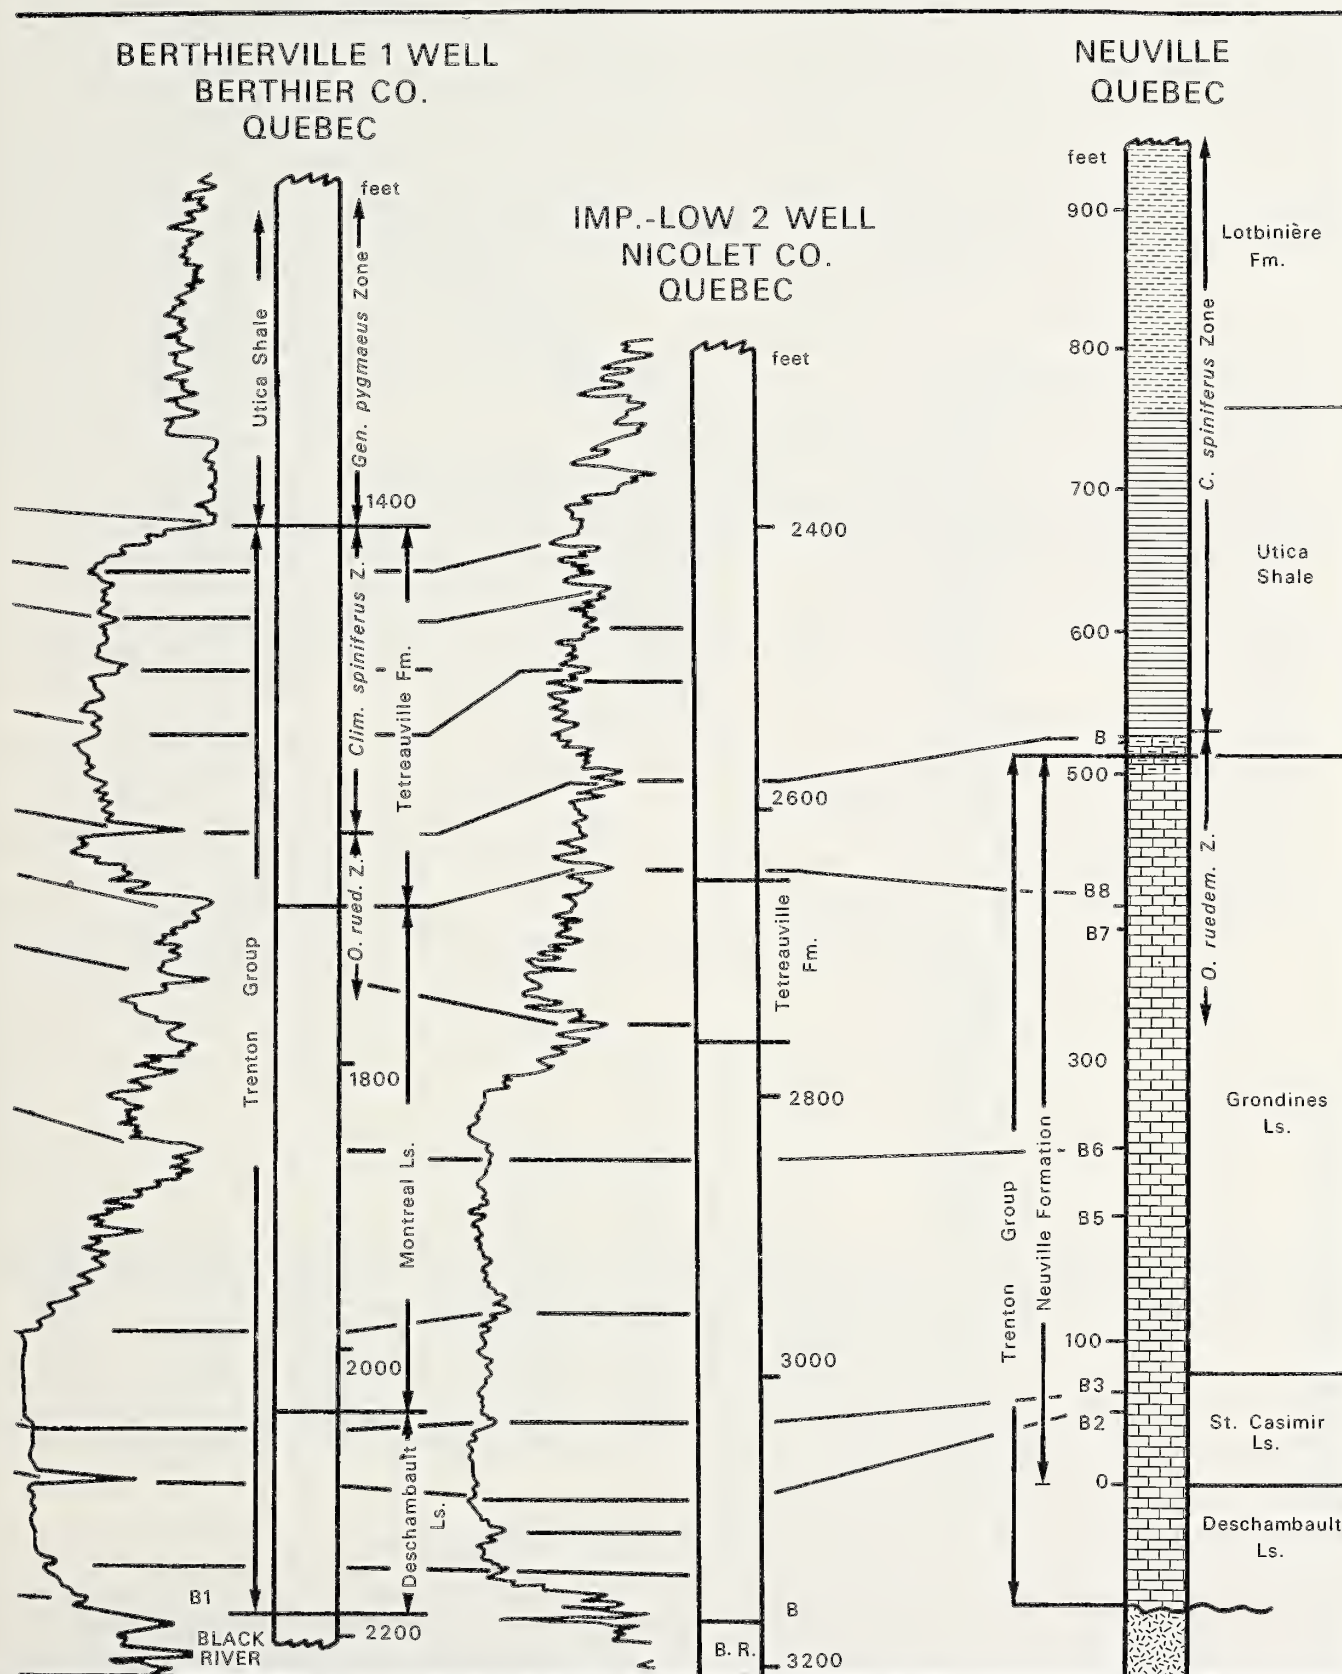 BERTHIERVILLE 1 WELL
BERTHIER CO.
QUEBEC
feet
Utica Shale
Gen. pygmaeus Zone
1400
Clim. spiniferus Z.
Tetreauville Fm.
O. rued. Z.
Trenton Group
1800
Montreal Ls.
2000
Deschambault
Ls.
B1
BLACK
RIVER
2200
IMP.-LOW 2 WELL
NICOLET CO.
QUEBEC
feet
2400
2600
Tetreauville
Fm.
2800
3000
B
B. R.
3200
NEUVILLE
QUEBEC
feet
900
800
700
600
B
500
B8
B7
300
B6
B5
100
B3
B2
0
C. spiniferus Zone
O. ruedem. Z.
Trenton Group
Neuville Formation
Lotbinière
Fm.
Utica
Shale
Grondines
Ls.
St. Casimir
Ls.
Deschambault
Ls.